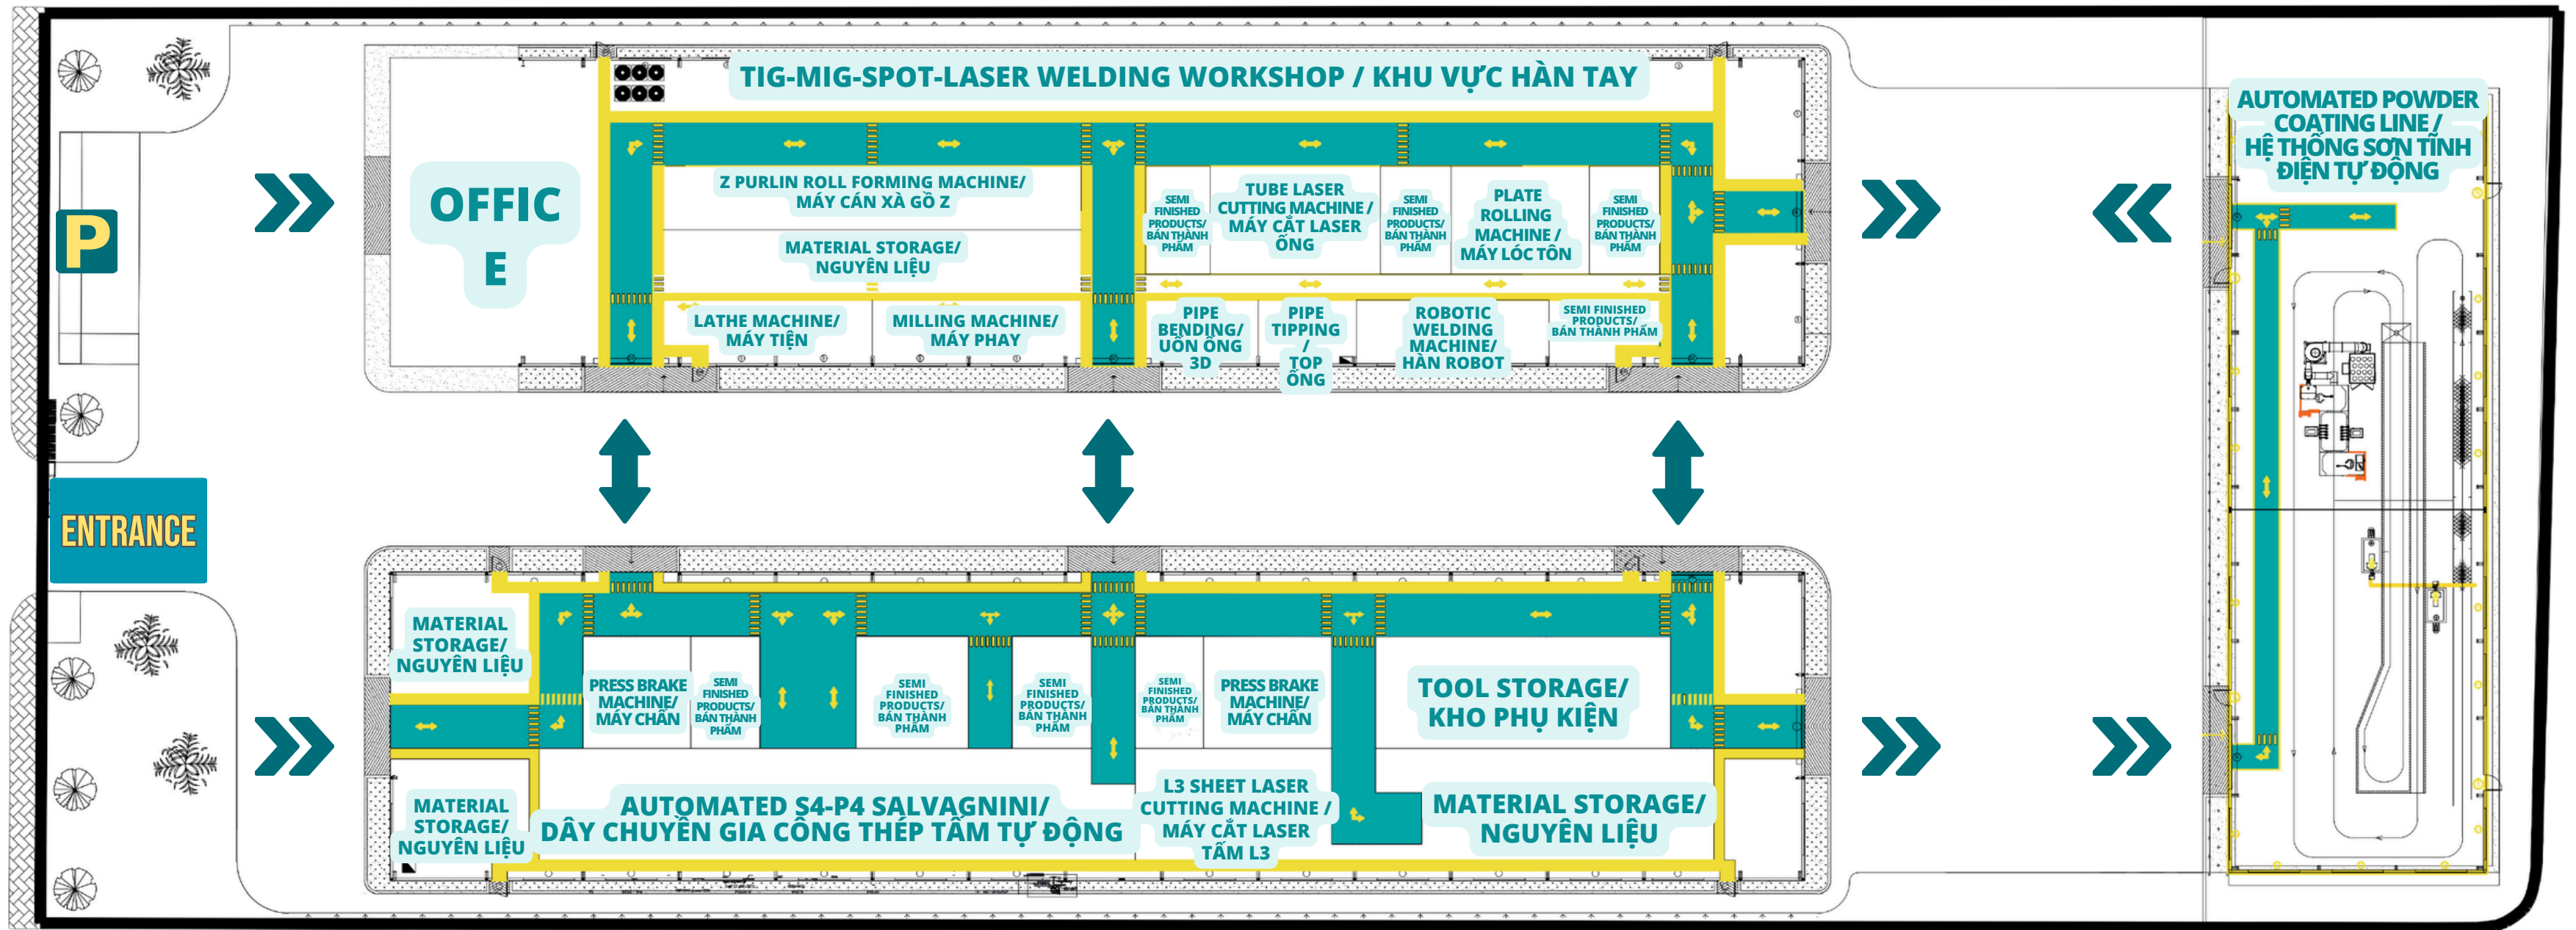 TIG-MIG-SPOT-LASER WELDING WORKSHOP / KHU VỰC HÀN TAY
AUTOMATED POWDER
COATING LINE /
HỆ THỐNG SƠN TĨNH
ĐIỆN TỰ ĐỘNG
P
OFFIC
E
Z PURLIN ROLL FORMING MACHINE/
MÁY CÁN XÀ GỒ Z
MATERIAL STORAGE/
NGUYÊN LIỆU
SEMI
FINISHED
PRODUCTS/
BÁN THÀNH
PHẨM
TUBE LASER
CUTTING MACHINE /
MÁY CẮT LASER
ỐNG
SEMI
FINISHED
PRODUCTS/
BÁN THÀNH
PHẨM
PLATE
ROLLING
MACHINE /
MÁY LÓC TÔN
SEMI
FINISHED
PRODUCTS/
BÁN THÀNH
PHẨM
LATHE MACHINE/
MÁY TIỆN
MILLING MACHINE/
MÁY PHAY
PIPE
BENDING/
UỐN ỐNG
3D
PIPE
TIPPING
/
TOP
ỐNG
ROBOTIC
WELDING
MACHINE/
HÀN ROBOT
SEMI FINISHED
PRODUCTS/
BÁN THÀNH PHẨM
ENTRANCE
MATERIAL
STORAGE/
NGUYÊN LIỆU
PRESS BRAKE
MACHINE/
MÁY CHẤN
SEMI
FINISHED
PRODUCTS/
BÁN THÀNH
PHẨM
SEMI
FINISHED
PRODUCTS/
BÁN THÀNH
PHẨM
SEMI
FINISHED
PRODUCTS/
BÁN THÀNH
PHẨM
SEMI
FINISHED
PRODUCTS/
BÁN THÀNH
PHẨM
PRESS BRAKE
MACHINE/
MÁY CHẤN
TOOL STORAGE/
KHO PHỤ KIỆN
MATERIAL
STORAGE/
NGUYÊN LIỆU
AUTOMATED S4-P4 SALVAGNINI/
DÂY CHUYỀN GIA CÔNG THÉP TẤM TỰ ĐỘNG
L3 SHEET LASER
CUTTING MACHINE /
MÁY CẮT LASER
TẤM L3
MATERIAL STORAGE/
NGUYÊN LIỆU